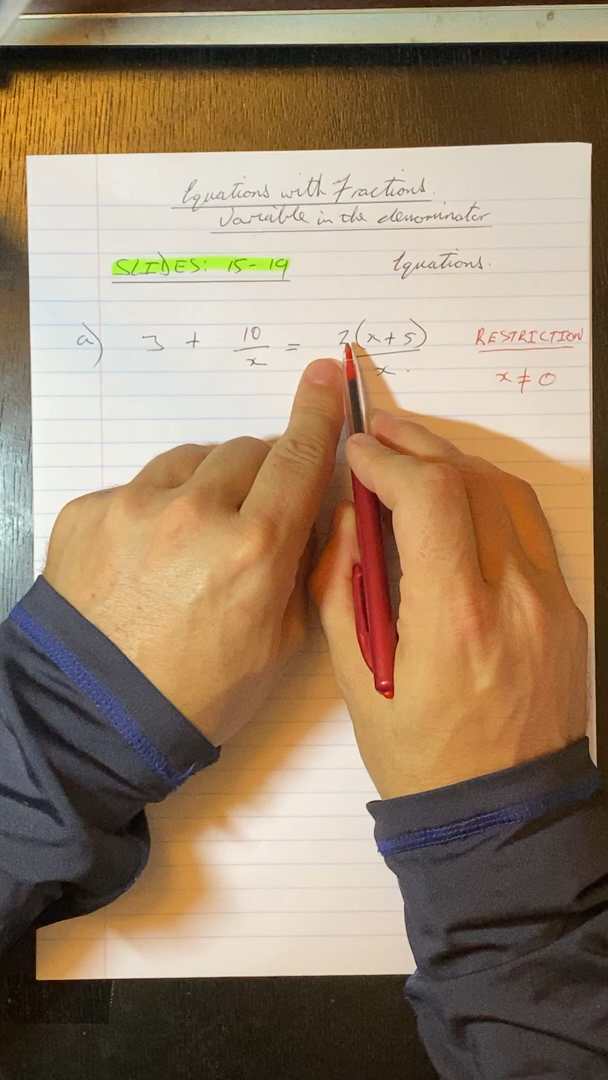 Equations with Fractions.
Variable in the denominator
SLIDES: 15-19 Equations.
a) 3 + 10/x = 2(x+5)/x. RESTRICTION
x ≠ 0